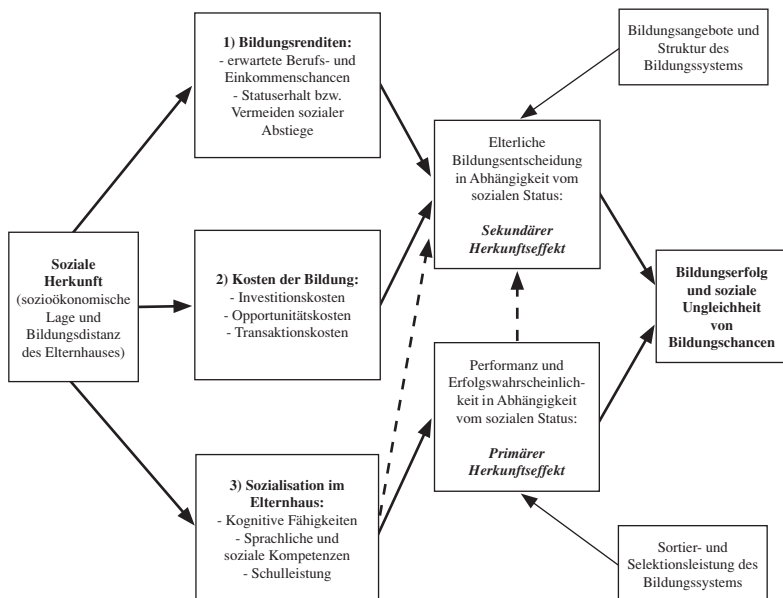 1) Bildungsrenditen:
- erwartete Berufs- und
Einkommenschancen
- Statuserhalt bzw.
Vermeiden sozialer
Abstiege
Bildungsangebote und
Struktur des
Bildungssystems
Elterliche
Bildungsentscheidung
in Abhängigkeit vom
sozialen Status:
Sekundärer
Herkunftseffekt
Soziale
Herkunft
(sozioökonomische
Lage und
Bildungsdistanz
des Elternhauses)
2) Kosten der Bildung:
- Investitionskosten
- Opportunitätskosten
- Transaktionskosten
Bildungserfolg
und soziale
Ungleichheit
von
Bildungschancen
Performanz und
Erfolgswahrscheinlich-
keit in Abhängigkeit
vom sozialen Status:
Primärer
Herkunftseffekt
3) Sozialisation im
Elternhaus:
- Kognitive Fähigkeiten
- Sprachliche und
soziale Kompetenzen
- Schulleistung
Sortier- und
Selektionsleistung des
Bildungssystems